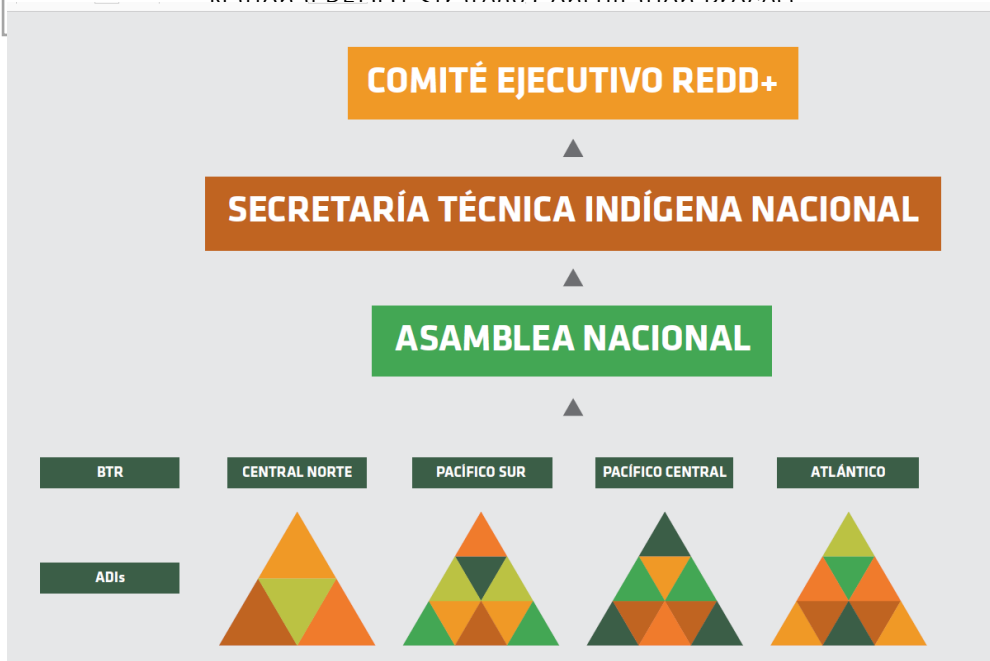 COMITÉ EJECUTIVO REDD+
SECRETARÍA TÉCNICA INDÍGENA NACIONAL
ASAMBLEA NACIONAL
BTR CENTRAL NORTE PACÍFICO SUR PACÍFICO CENTRAL ATLÁNTICO
ADIs